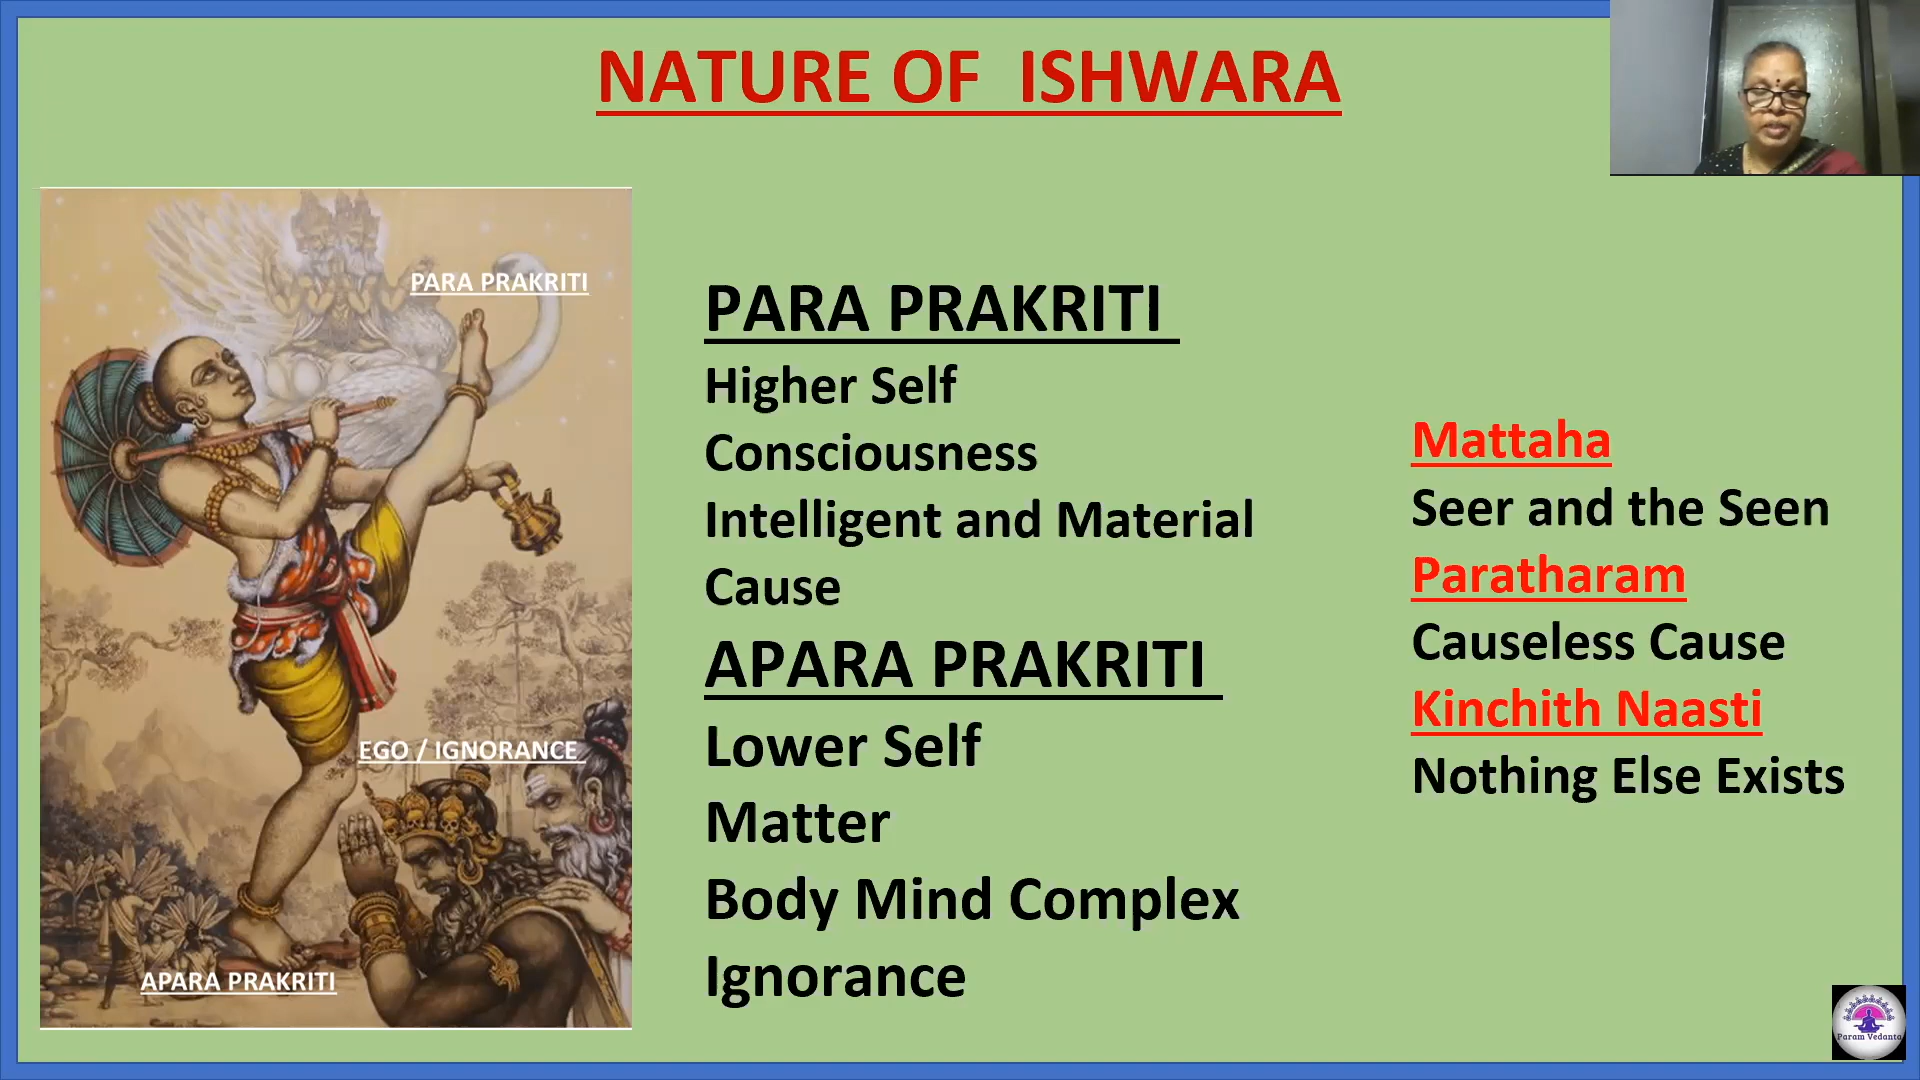 NATURE OF ISHWARA
PARA PRAKRITI
EGO / IGNORANCE
APARA PRAKRITI
PARA PRAKRITI
Higher Self
Consciousness
Intelligent and Material
Cause
APARA PRAKRITI
Lower Self
Matter
Body Mind Complex
Ignorance
Mattaha
Seer and the Seen
Paratharam
Causeless Cause
Kinchith Naasti
Nothing Else Exists
Param Vedanta